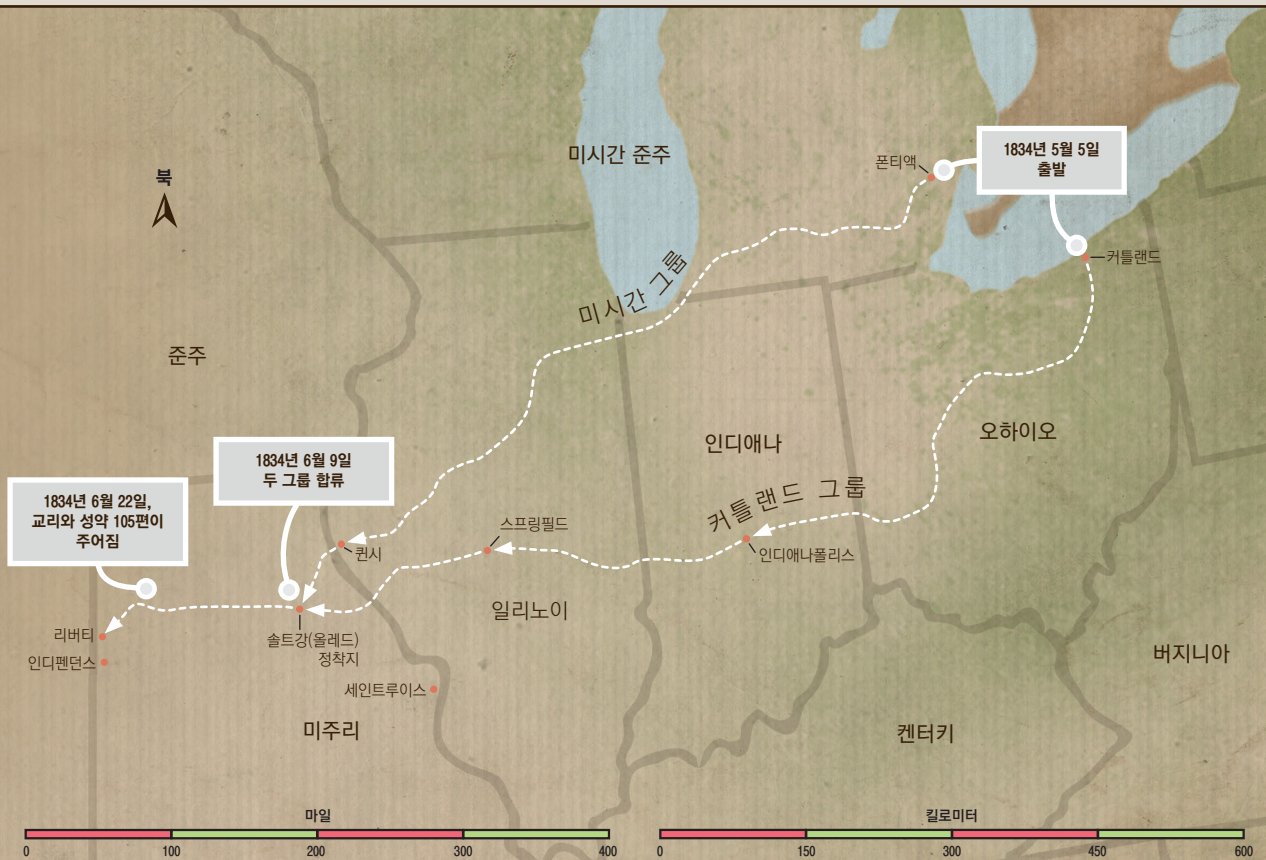 미시간 준주
북
폰티액
1834년 5월 5일
출발
커틀랜드
미시간 그룹
준주
인디애나
오하이오
1834년 6월 9일
두 그룹 합류
1834년 6월 22일,
교리와 성약 105편이
주어짐
커틀랜드 그룹
스프링필드
퀸시
인디애나폴리스
일리노이
리버티
솔트강(올레드)
정착지
인디펜던스
버지니아
세인트루이스
미주리
켄터키
마일
킬로미터
0 100 200 300 400
0 150 300 450 600